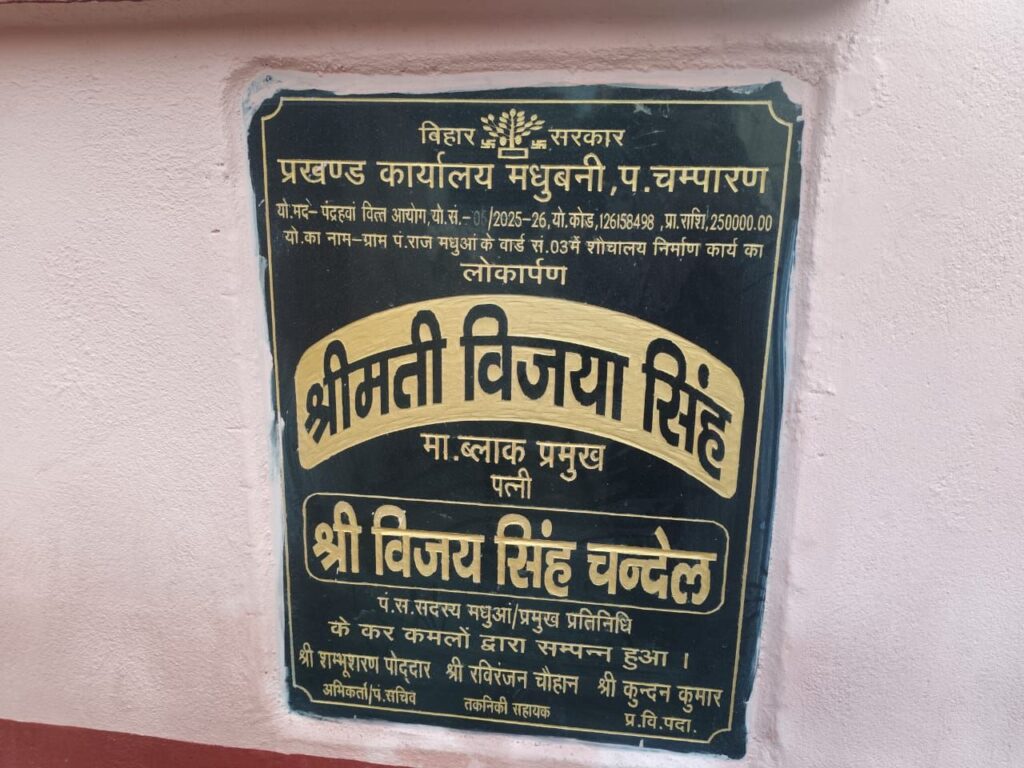 बिहार सरकार
प्रखण्ड कार्यालय मधुबनी,प.चम्पारण
यो.मद- पंद्रहवां वित्त आयोग,यो.सं.-05/2025-26,यो.कोड,126158498 ,प्रा.राशि,250000.00
यो.का नाम-ग्राम पं.राज मधुआं के वार्ड सं.03में शौचालय निर्माण कार्य का
लोकार्पण
श्रीमती विजया सिंह
मा.ब्लाक प्रमुख
पत्नी
श्री विजय सिंह चन्देल
पं.स.सदस्य मधुआं/प्रमुख प्रतिनिधि
के कर कमलों द्वारा सम्पन्न हुआ ।
श्री शम्भूशरण पोद्दार श्री रविरंजन चौहान श्री कुन्दन कुमार
अभिकर्ता/पं.सचिव तकनिकी सहायक प्र.वि.पदा.